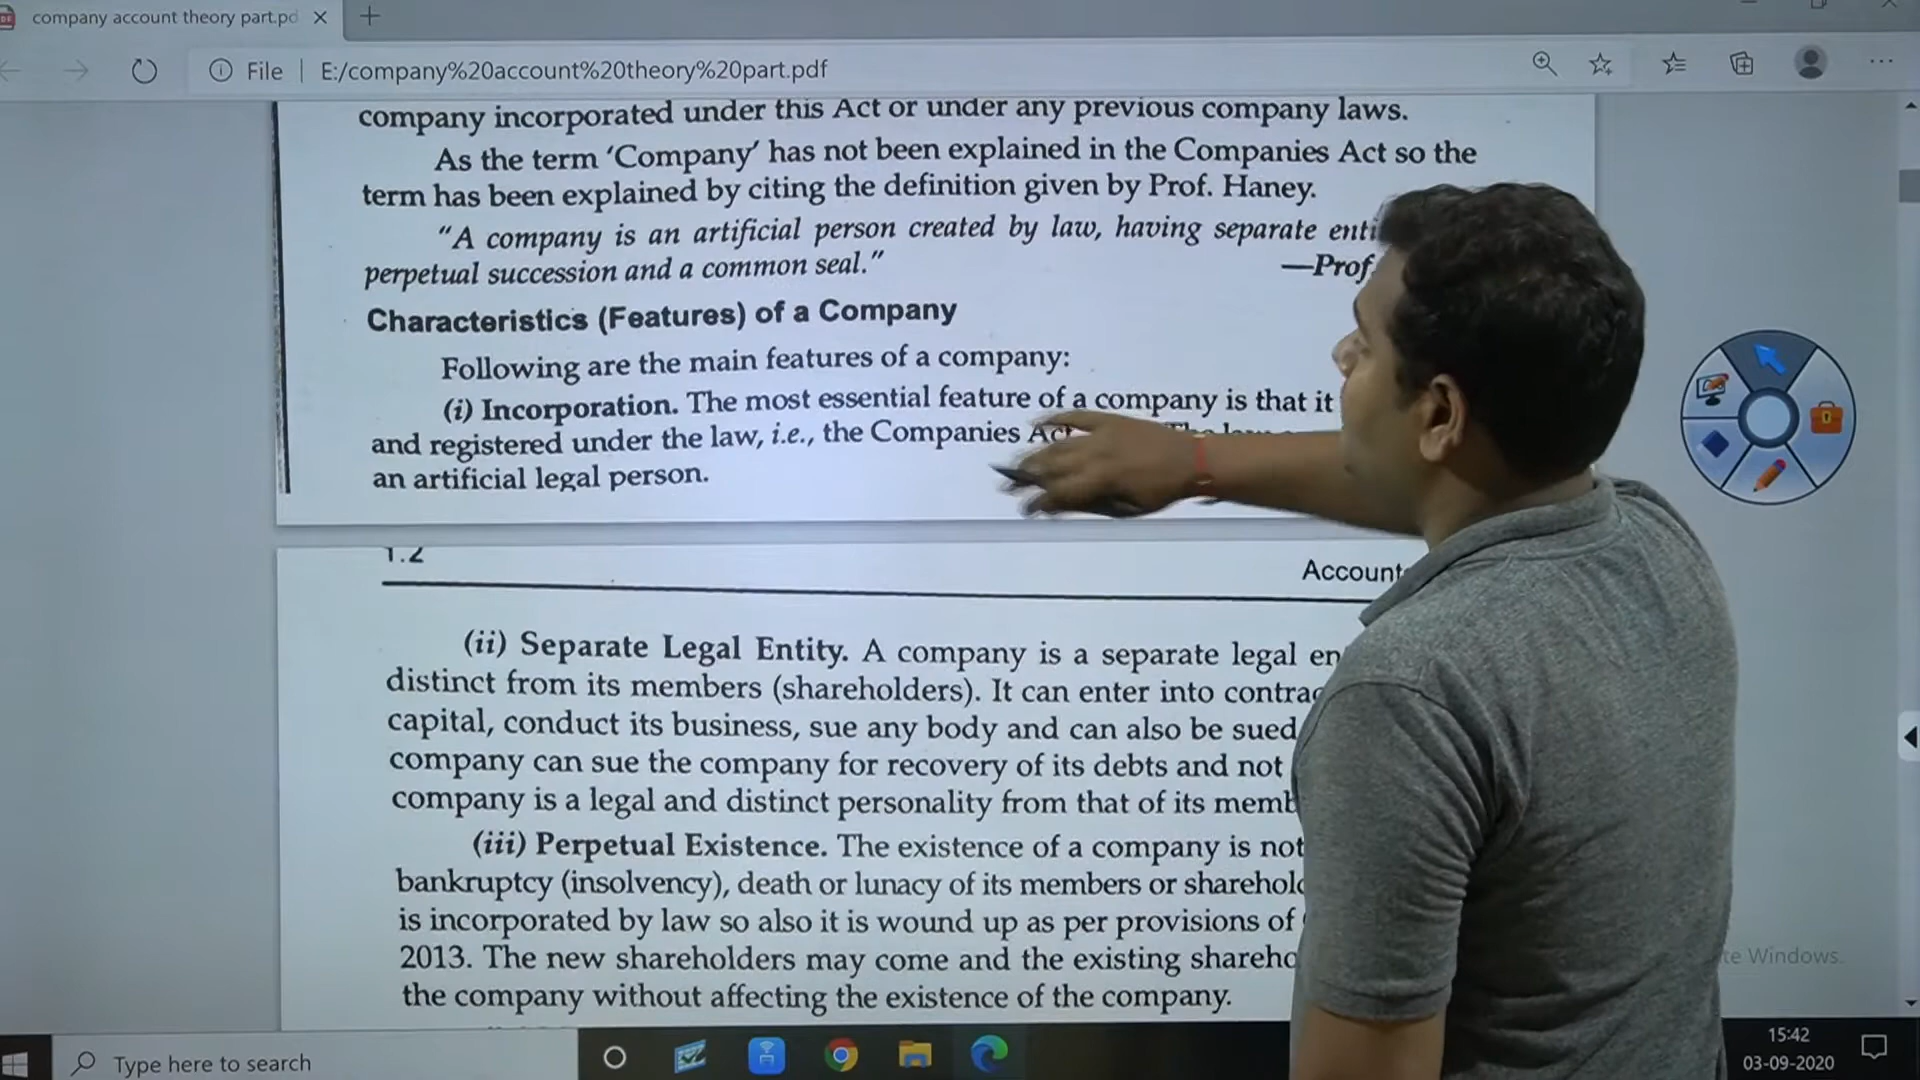 company account theory part.pd
File
E:/company%20account%20theory%20part.pdf
company incorporated under this Act or under any previous company laws.
As the term 'Company' has not been explained in the Companies Act so the
term has been explained by citing the definition given by Prof. Haney.
"A company is an artificial person created by law, having separate
perpetual succession and a common seal."
—Prof.
Characteristics (Features) of a Company
Following are the main features of a company:
(i) Incorporation. The most essential feature of a company is that it
and registered under the law, i.e., the Companies Act
an artificial legal person.
1.2
(ii) Separate Legal Entity. A company is a separate legal
distinct from its members (shareholders). It can enter into
capital, conduct its business, sue any body and can also be sued
company can sue the company for recovery of its debts and not
company is a legal and distinct personality from that of its
(iii) Perpetual Existence. The existence of a company is not
bankruptcy (insolvency), death or lunacy of its members or
is incorporated by law so also it is wound up as per provisions of
2013. The new shareholders may come and the existing
the company without affecting the existence of the company.
Windows.
Type here to search
15:42
03-09-2020